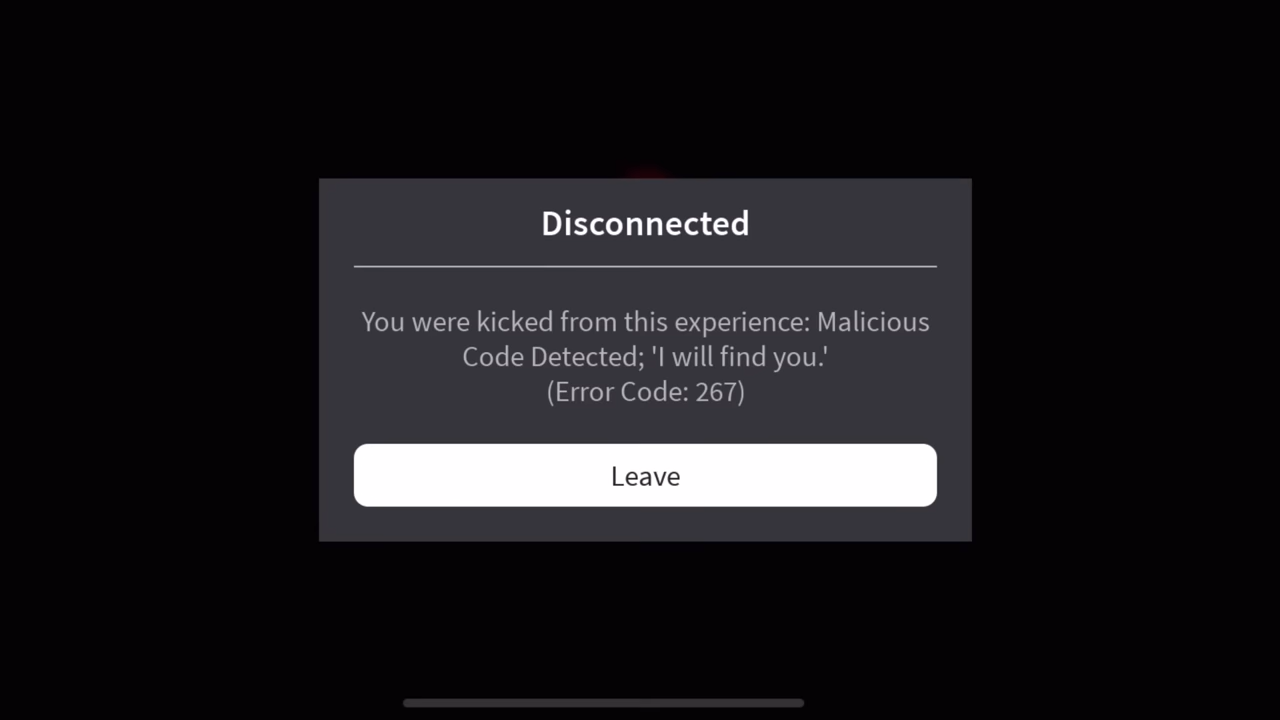 Disconnected
You were kicked from this experience: Malicious
Code Detected; 'I will find you.'
(Error Code: 267)
Leave